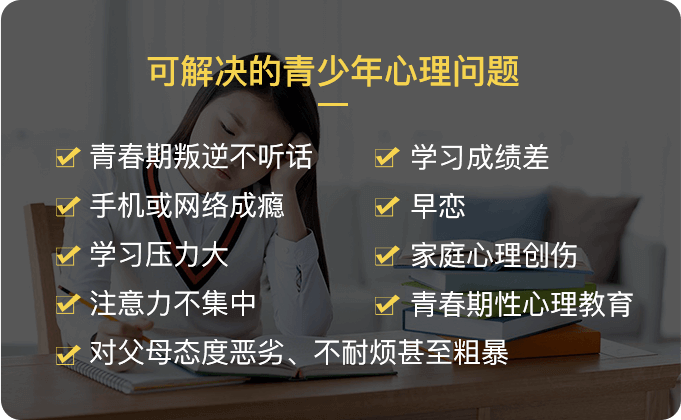 可解决的青少年心理问题
青春期叛逆不听话
学习成绩差
手机或网络成瘾
早恋
学习压力大
家庭心理创伤
注意力不集中
青春期性心理教育
对父母态度恶劣、不耐烦甚至粗暴